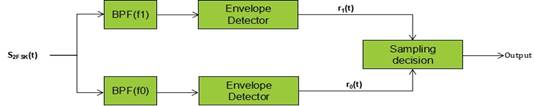 BPF(f1)
Envelope
Detector
r₁(t)
S₂FSK(t)
Sampling
decision
Output
BPF(f0)
Envelope
Detector
r₀(t)